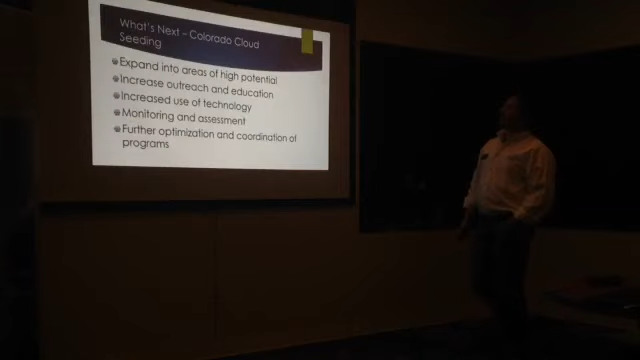 What's Next – Colorado Cloud
Seeding
Expand into areas of high potential
Increase outreach and education
Increased use of technology
Monitoring and assessment
Further optimization and coordination of
programs